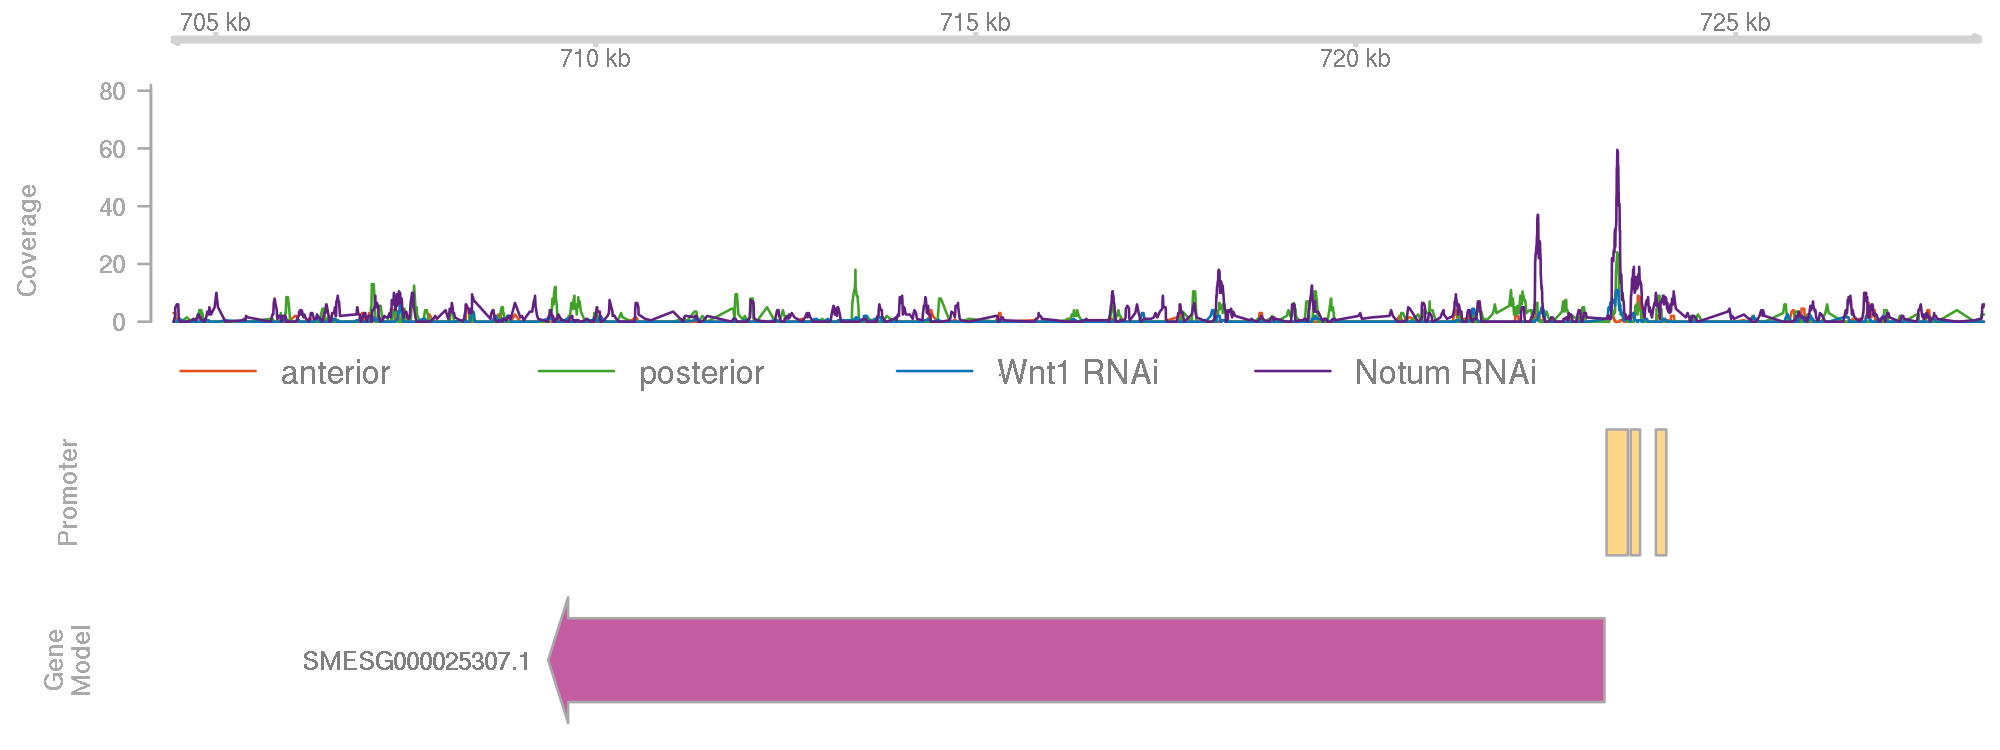 705 kb 715 kb 725 kb
710 kb 720 kb
80
60
40
20
0
Coverage
anterior posterior Wnt1 RNAi Notum RNAi
Promoter
Gene
Model
SMESG000025307.1